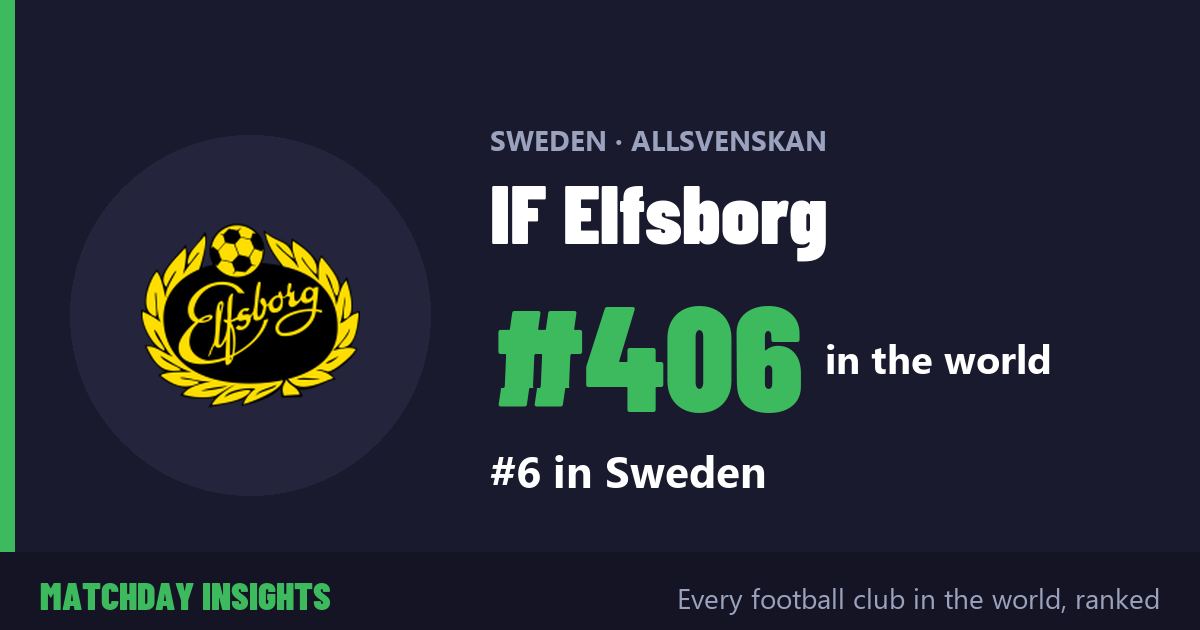 SWEDEN · ALLSVENSKAN
IF Elfsborg
Elfsborg
#406 in the world
#6 in Sweden
MATCHDAY INSIGHTS
Every football club in the world, ranked